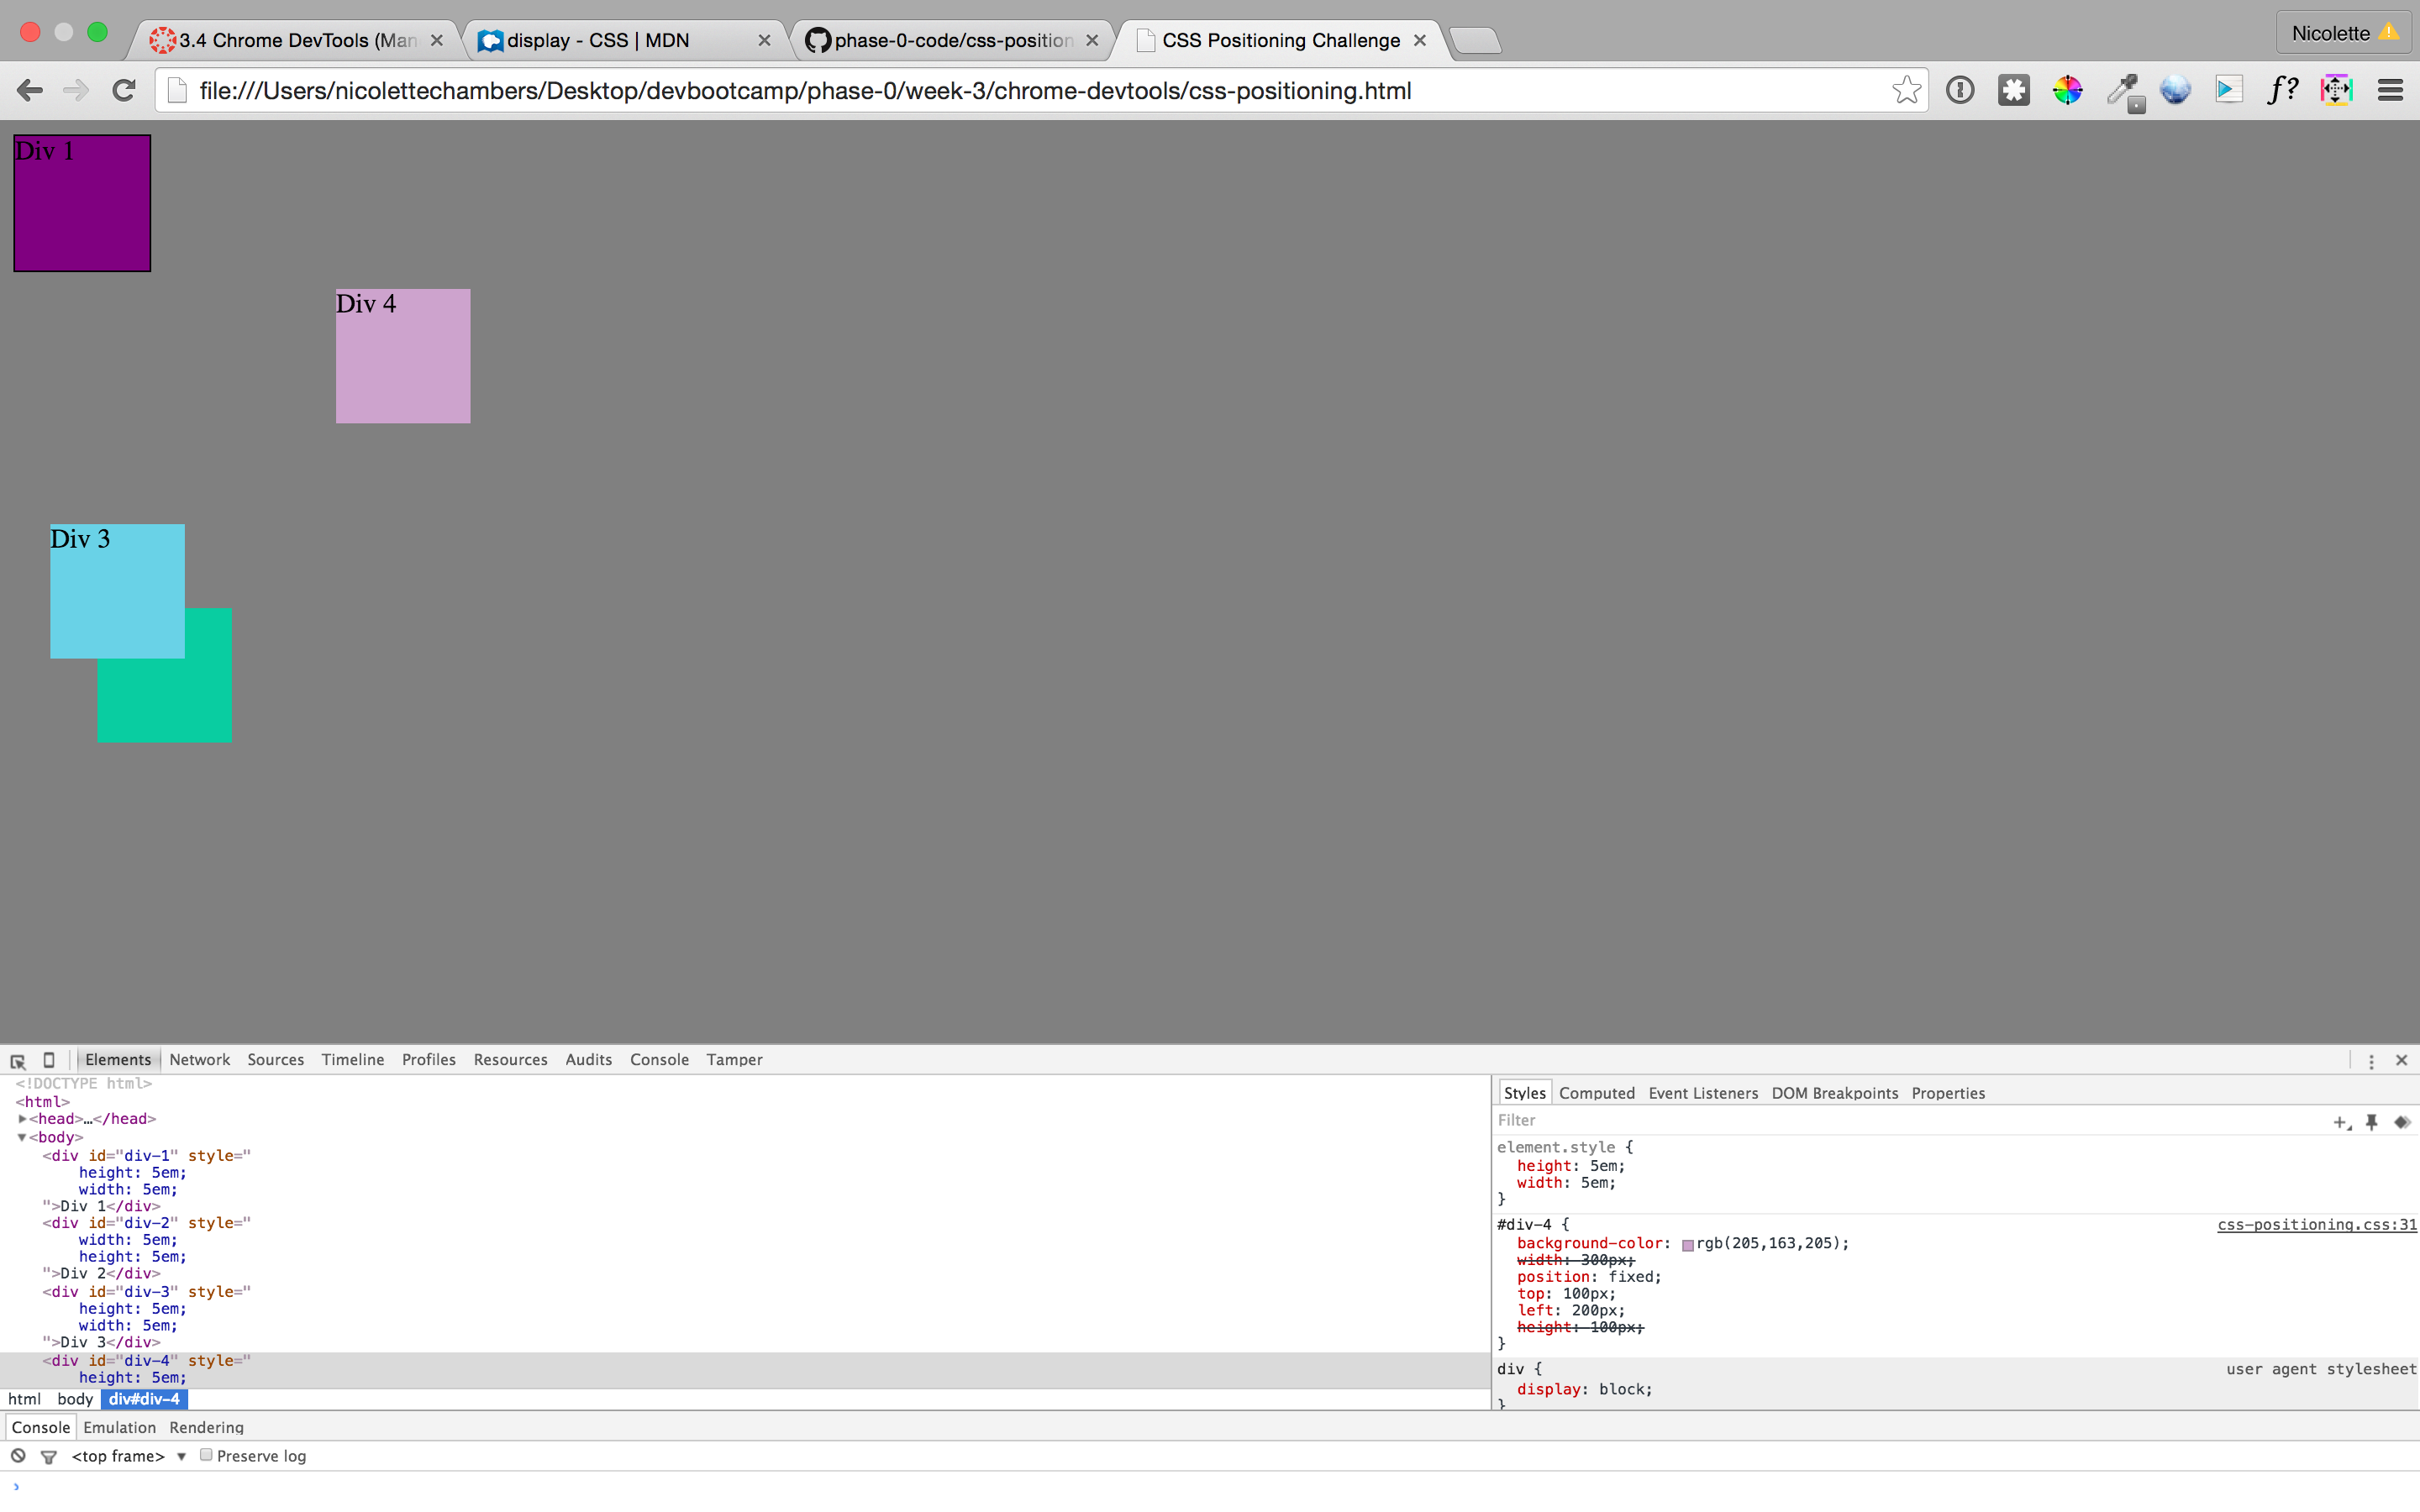 3.4 Chrome DevTools (Man
display - CSS | MDN
phase-0-code/css-position
CSS Positioning Challenge
Nicolette
file:///Users/nicolettechambers/Desktop/devbootcamp/phase-0/week-3/chrome-devtools/css-positioning.html
f?
Div 1
Div 4
Div 3
Elements Network Sources Timeline Profiles Resources Audits Console Tamper
<!DOCTYPE html>
<html>
<head>…</head>
<body>
<div id="div-1" style="
height: 5em;
width: 5em;
">Div 1</div>
<div id="div-2" style="
width: 5em;
height: 5em;
">Div 2</div>
<div id="div-3" style="
height: 5em;
width: 5em;
">Div 3</div>
<div id="div-4" style="
height: 5em;
html body div#div-4
Styles Computed Event Listeners DOM Breakpoints Properties
Filter
element.style {
height: 5em;
width: 5em;
}
#div-4 { css-positioning.css:31
background-color: rgb(205,163,205);
width: 300px;
position: fixed;
top: 100px;
left: 200px;
height: 100px;
}
div { user agent stylesheet
display: block;
}
Console Emulation Rendering
<top frame> ▼ Preserve log